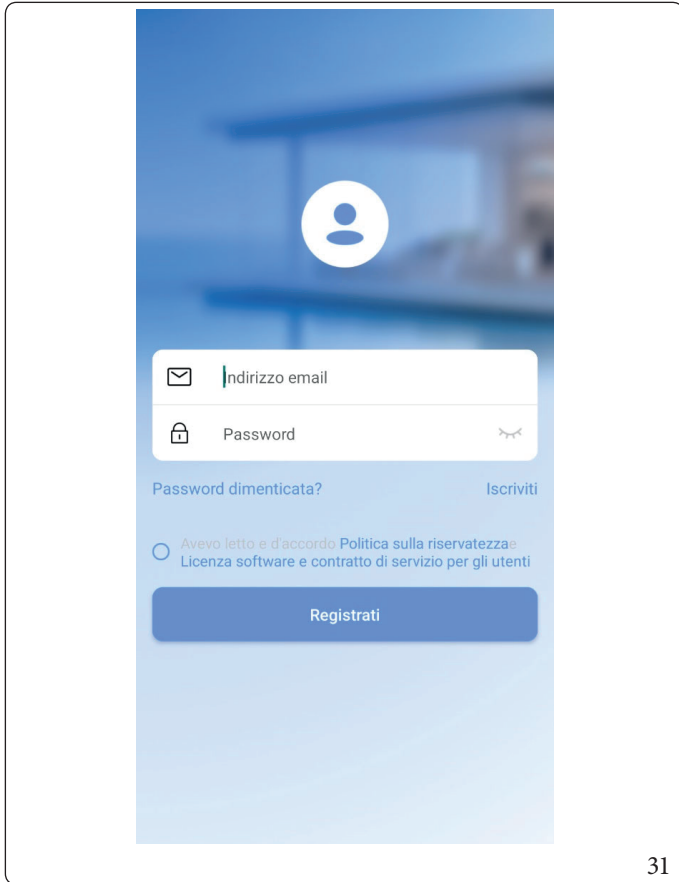 Indirizzo email
Password
Password dimenticata? Iscriviti
Avevo letto e d'accordo Politica sulla riservatezzae
Licenza software e contratto di servizio per gli utenti
Registrati
31